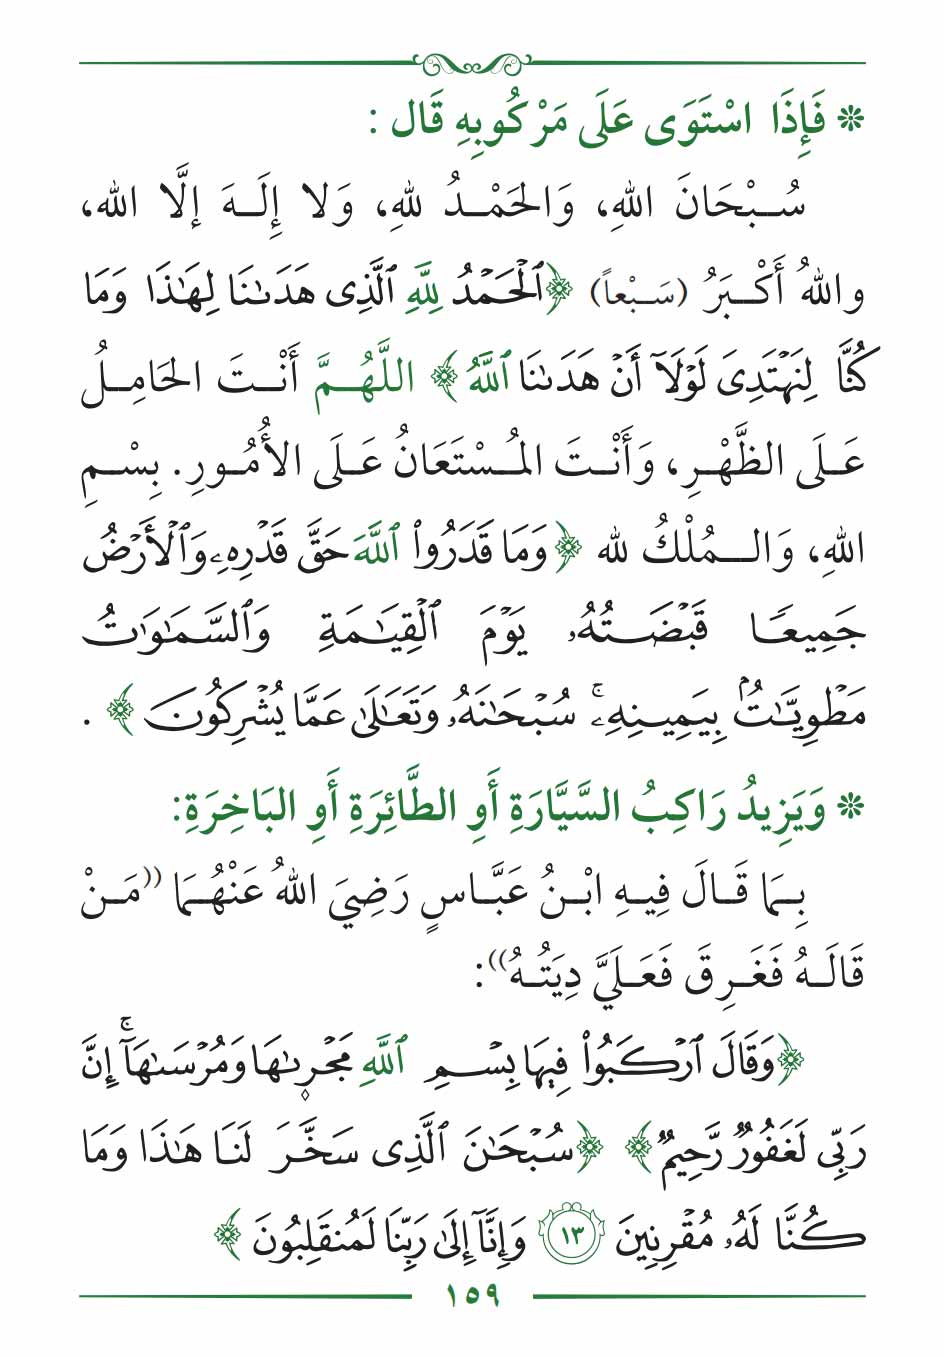 ❊ فَإِذَا اسْتَوَى عَلَى مَرْكُوبِهِ قَال :
سُبْحَانَ اللهِ، وَالحَمْدُ للهِ، وَلا إِلَهَ إلَّا الله،
واللهُ أَكْبَرُ (سَبْعاً) ﴿ٱلْحَمْدُ لِلَّهِ ٱلَّذِى هَدَىٰنَا لِهَٰذَا وَمَا
كُنَّا لِنَهْتَدِىَ لَوْلَآ أَنْ هَدَىٰنَا ٱللَّهُ﴾ اللَّهُمَّ أَنْتَ الحَامِلُ
عَلَى الظَّهْرِ، وَأَنْتَ المُسْتَعَانُ عَلَى الأُمُورِ. بِسْمِ
اللهِ، وَالمُلْكُ لله ﴿وَمَا قَدَرُوا۟ ٱللَّهَ حَقَّ قَدْرِهِۦ وَٱلْأَرْضُ
جَمِيعًا قَبْضَتُهُۥ يَوْمَ ٱلْقِيَٰمَةِ وَٱلسَّمَٰوَٰتُ
مَطْوِيَّٰتُۢ بِيَمِينِهِۦۚ سُبْحَٰنَهُۥ وَتَعَٰلَىٰ عَمَّا يُشْرِكُونَ﴾ .
❊ وَيَزِيدُ رَاكِبُ السَّيَّارَةِ أَوِ الطَّائِرَةِ أَوِ البَاخِرَةِ:
بِمَا قَالَ فِيهِ ابْنُ عَبَّاسٍ رَضِيَ اللهُ عَنْهُمَا ((مَنْ
قَالَهُ فَغَرِقَ فَعَلَيَّ دِيَتُهُ)):
﴿وَقَالَ ٱرْكَبُوا۟ فِيهَا بِسْمِ ٱللَّهِ مَجْر۪ىٰهَا وَمُرْسَىٰهَآۚ إِنَّ
رَبِّى لَغَفُورٌ رَّحِيمٌ﴾ ﴿سُبْحَٰنَ ٱلَّذِى سَخَّرَ لَنَا هَٰذَا وَمَا
كُنَّا لَهُۥ مُقْرِنِينَ ١٣ وَإِنَّآ إِلَىٰ رَبِّنَا لَمُنقَلِبُونَ﴾
١٥٩